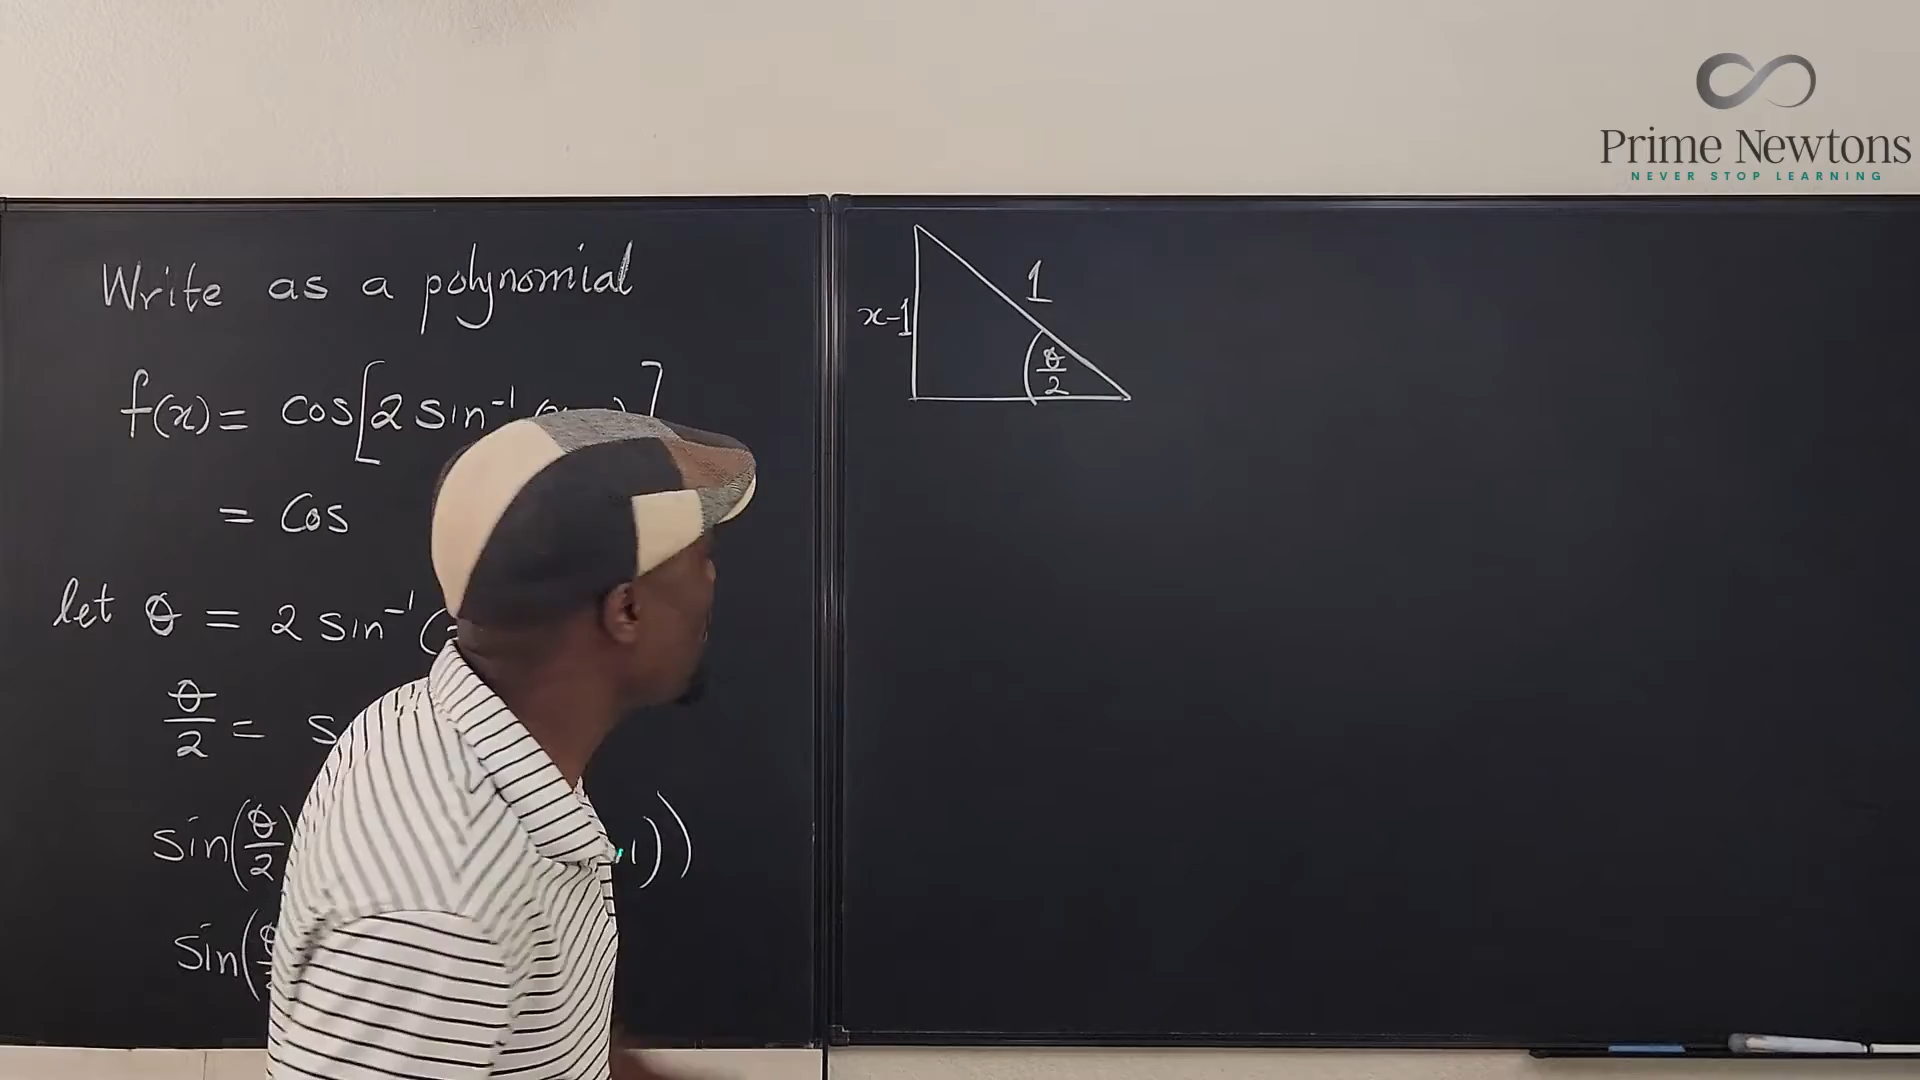 Prime Newtons
NEVER STOP LEARNING
Write as a polynomial
f(x) = cos[2 sin⁻¹ ( ) ]
= Cos
let θ = 2 sin⁻¹ (
θ/2 = s
sin(θ/2 1))
Sin(
x-1
1
θ/2